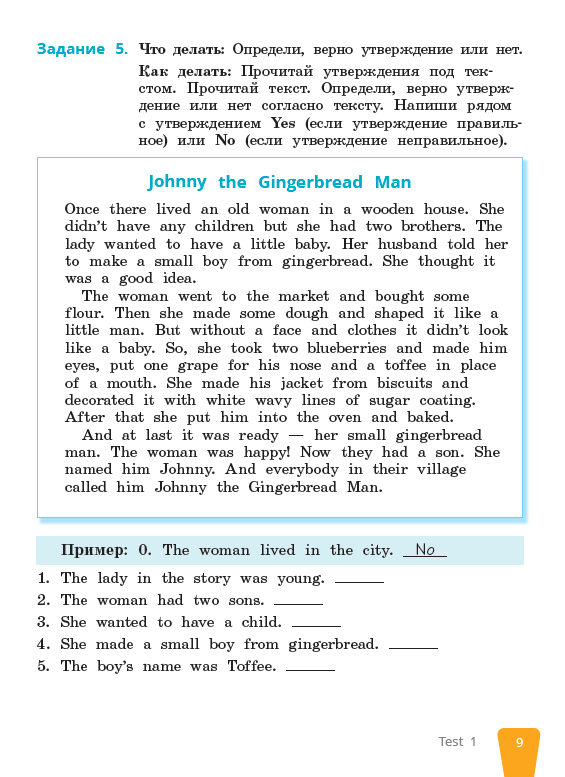 Задание 5. Что делать: Определи, верно утверждение или нет.
Как делать: Прочитай утверждения под тек-
стом. Прочитай текст. Определи, верно утверж-
дение или нет согласно тексту. Напиши рядом
с утверждением Yes (если утверждение правиль-
ное) или No (если утверждение неправильное).
Johnny the Gingerbread Man
Once there lived an old woman in a wooden house. She
didn't have any children but she had two brothers. The
lady wanted to have a little baby. Her husband told her
to make a small boy from gingerbread. She thought it
was a good idea.
The woman went to the market and bought some
flour. Then she made some dough and shaped it like a
little man. But without a face and clothes it didn't look
like a baby. So, she took two blueberries and made him
eyes, put one grape for his nose and a toffee in place
of a mouth. She made his jacket from biscuits and
decorated it with white wavy lines of sugar coating.
After that she put him into the oven and baked.
And at last it was ready — her small gingerbread
man. The woman was happy! Now they had a son. She
named him Johnny. And everybody in their village
called him Johnny the Gingerbread Man.
Пример: 0. The woman lived in the city. No
1. The lady in the story was young. ______
2. The woman had two sons. ______
3. She wanted to have a child. ______
4. She made a small boy from gingerbread. ______
5. The boy's name was Toffee. ______
Test 1 9